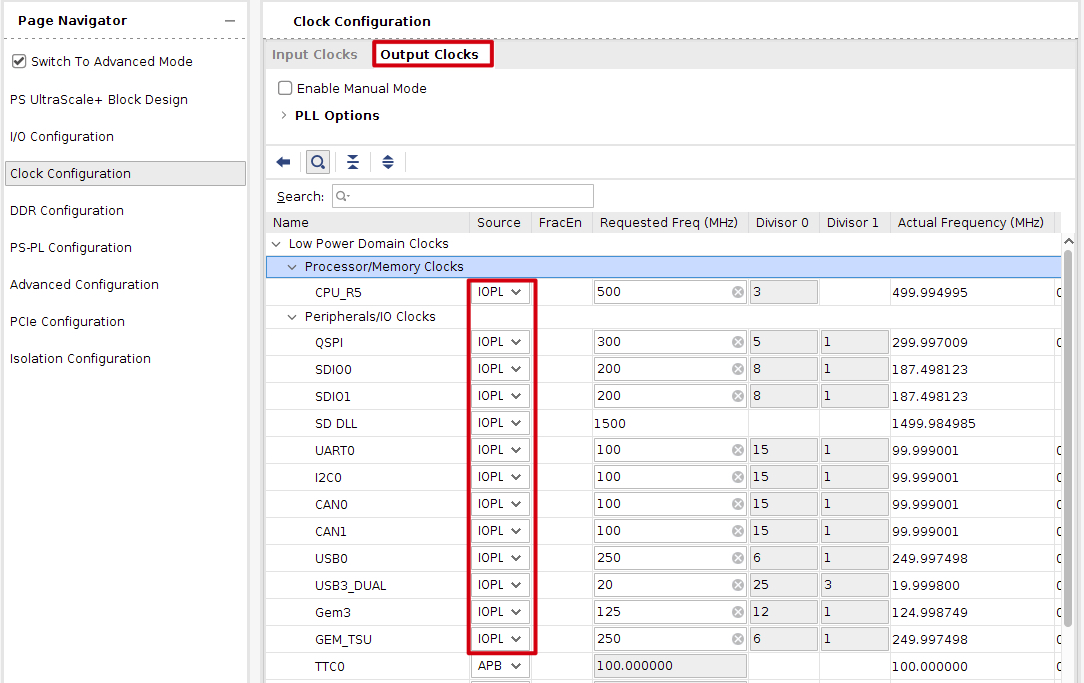 Page Navigator
Switch To Advanced Mode
PS UltraScale+ Block Design
I/O Configuration
Clock Configuration
DDR Configuration
PS-PL Configuration
Advanced Configuration
PCIe Configuration
Isolation Configuration
Clock Configuration
Input Clocks Output Clocks
Enable Manual Mode
PLL Options
Search:
Name Source FracEn Requested Freq (MHz) Divisor 0 Divisor 1 Actual Frequency (MHz)
Low Power Domain Clocks
Processor/Memory Clocks
CPU_R5 IOPL 500 3 499.994995
Peripherals/IO Clocks
QSPI IOPL 300 5 1 299.997009
SDIO0 IOPL 200 8 1 187.498123
SDIO1 IOPL 200 8 1 187.498123
SD DLL IOPL 1500 1499.984985
UART0 IOPL 100 15 1 99.999001
I2C0 IOPL 100 15 1 99.999001
CAN0 IOPL 100 15 1 99.999001
CAN1 IOPL 100 15 1 99.999001
USB0 IOPL 250 6 1 249.997498
USB3_DUAL IOPL 20 25 3 19.999800
Gem3 IOPL 125 12 1 124.998749
GEM_TSU IOPL 250 6 1 249.997498
TTC0 APB 100.000000 100.000000